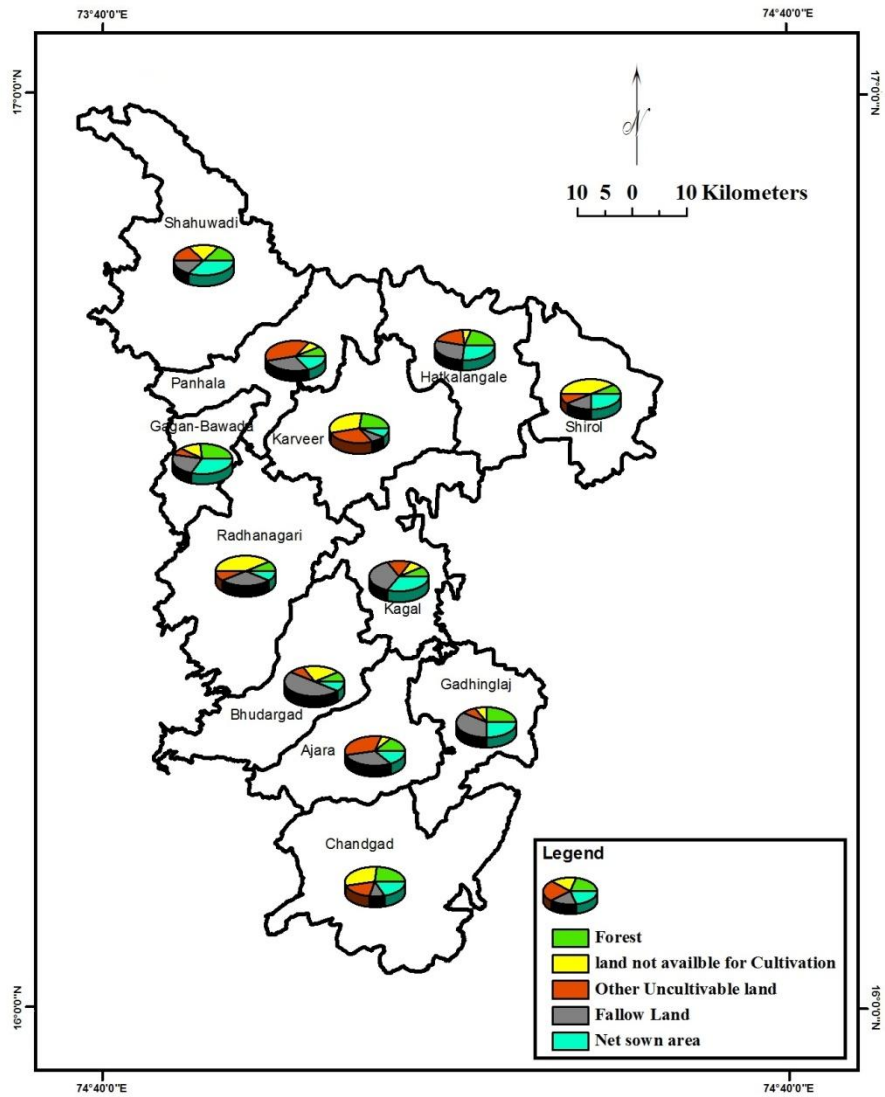 73°40'0"E
74°40'0"E
17°0'0"N
17°0'0"N
N
10 5 0 10 Kilometers
Shahuwadi
Panhala
Hatkalangale
Gagan-Bawada
Karveer
Shirol
Radhanagari
Kagal
Gadhinglaj
Bhudargad
Ajara
Chandgad
Legend
Forest
land not availble for Cultivation
Other Uncultivable land
Fallow Land
Net sown area
16°0'0"N
16°0'0"N
74°40'0"E
74°40'0"E